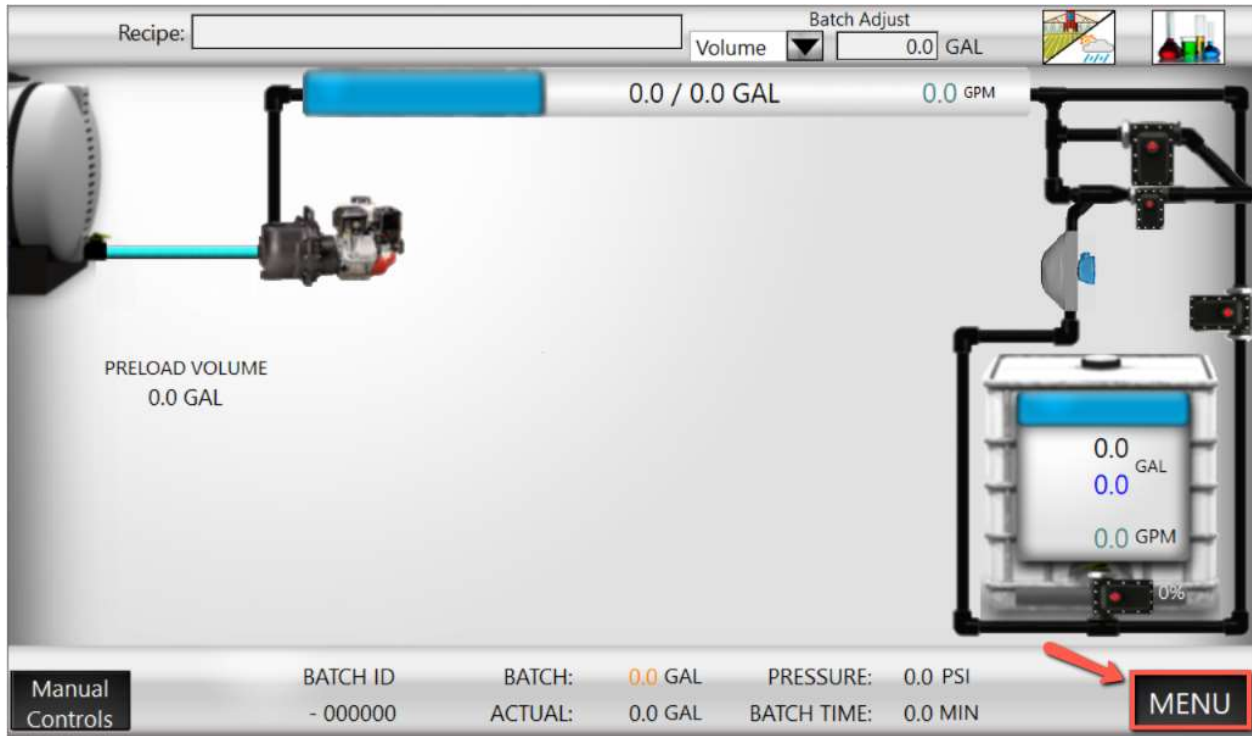 Recipe:
Batch Adjust
Volume 0.0 GAL
0.0 / 0.0 GAL 0.0 GPM
PRELOAD VOLUME
0.0 GAL
0.0
GAL
0.0
0.0 GPM
0%
Manual
Controls
BATCH ID BATCH: 0.0 GAL PRESSURE: 0.0 PSI
- 000000 ACTUAL: 0.0 GAL BATCH TIME: 0.0 MIN
MENU